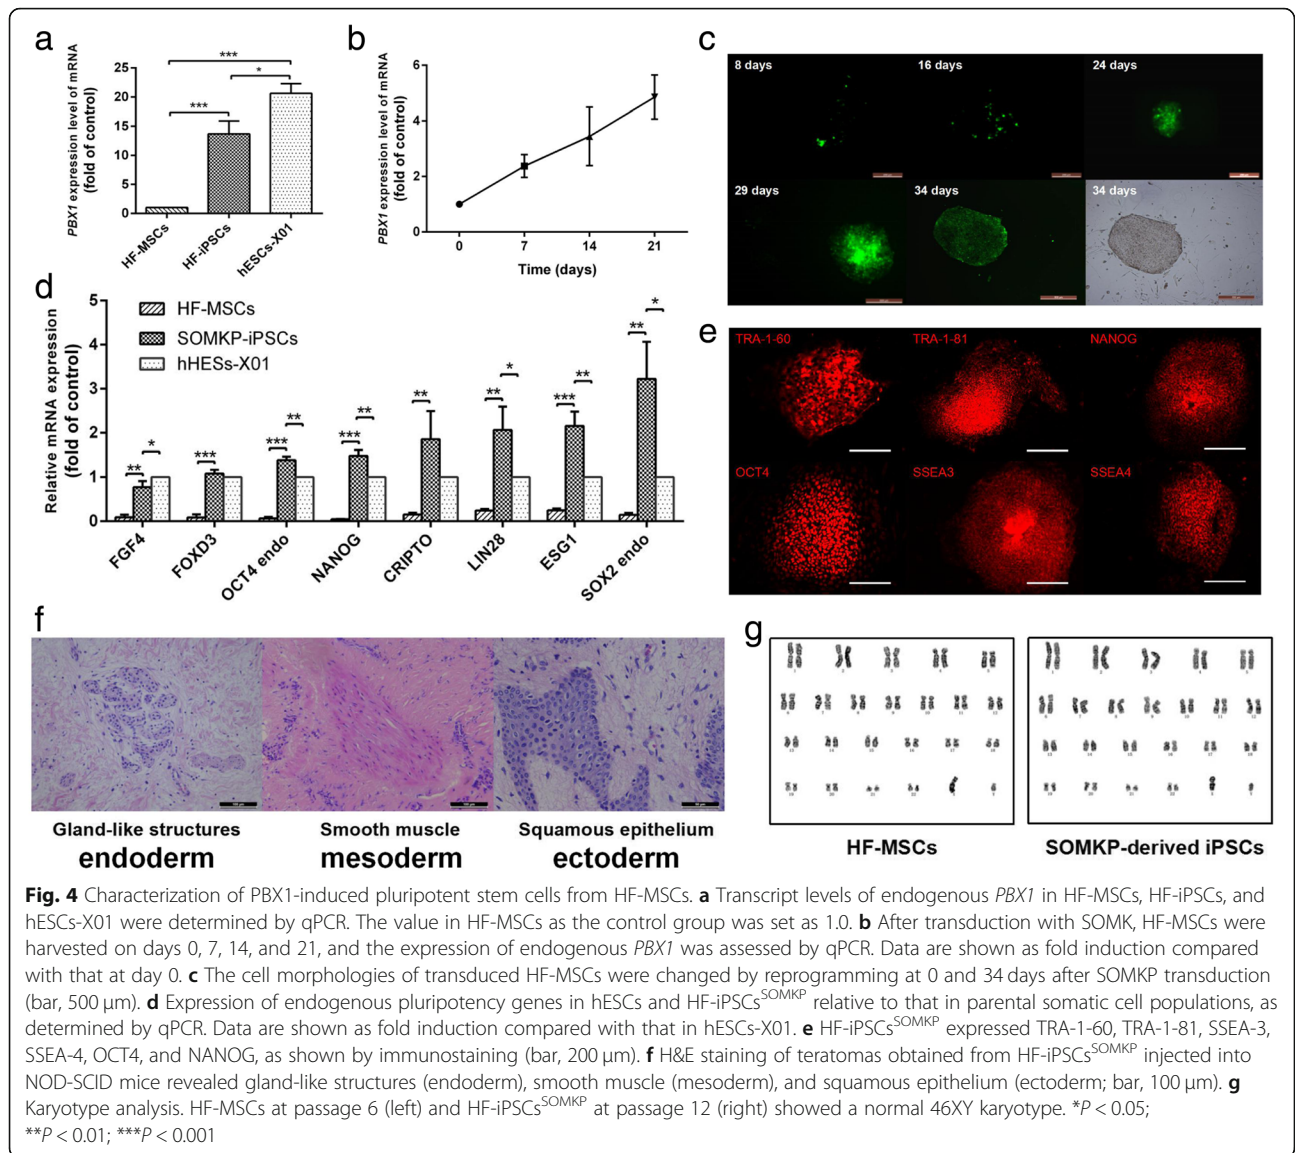 a
PBX1 expression level of mRNA
(fold of control)
25
20
15
10
5
0
***
*
***
HF-MSCs
HF-iPSCs
hESCs-X01
b
PBX1 expression level of mRNA
(fold of control)
6
4
2
0
0 7 14 21
Time (days)
c
8 days
16 days
24 days
29 days
34 days
34 days
d
Relative mRNA expression
(fold of control)
5
4
3
2
1
0
HF-MSCs
SOMKP-iPSCs
hHESs-X01
** *
***
*** **
*** **
**
** *
*** **
** *
FGF4
FOXD3
OCT4 endo
NANOG
CRIPTO
LIN28
ESG1
SOX2 endo
e
TRA-1-60
TRA-1-81
NANOG
OCT4
SSEA3
SSEA4
f
Gland-like structures
endoderm
Smooth muscle
mesoderm
Squamous epithelium
ectoderm
g
HF-MSCs
SOMKP-derived iPSCs
Fig. 4 Characterization of PBX1-induced pluripotent stem cells from HF-MSCs. a Transcript levels of endogenous PBX1 in HF-MSCs, HF-iPSCs, and
hESCs-X01 were determined by qPCR. The value in HF-MSCs as the control group was set as 1.0. b After transduction with SOMK, HF-MSCs were
harvested on days 0, 7, 14, and 21, and the expression of endogenous PBX1 was assessed by qPCR. Data are shown as fold induction compared
with that at day 0. c The cell morphologies of transduced HF-MSCs were changed by reprogramming at 0 and 34 days after SOMKP transduction
(bar, 500 μm). d Expression of endogenous pluripotency genes in hESCs and HF-iPSCsSOMKP relative to that in parental somatic cell populations, as
determined by qPCR. Data are shown as fold induction compared with that in hESCs-X01. e HF-iPSCsSOMKP expressed TRA-1-60, TRA-1-81, SSEA-3,
SSEA-4, OCT4, and NANOG, as shown by immunostaining (bar, 200 μm). f H&E staining of teratomas obtained from HF-iPSCsSOMKP injected into
NOD-SCID mice revealed gland-like structures (endoderm), smooth muscle (mesoderm), and squamous epithelium (ectoderm; bar, 100 μm). g
Karyotype analysis. HF-MSCs at passage 6 (left) and HF-iPSCsSOMKP at passage 12 (right) showed a normal 46XY karyotype. *P < 0.05;
**P < 0.01; ***P < 0.001